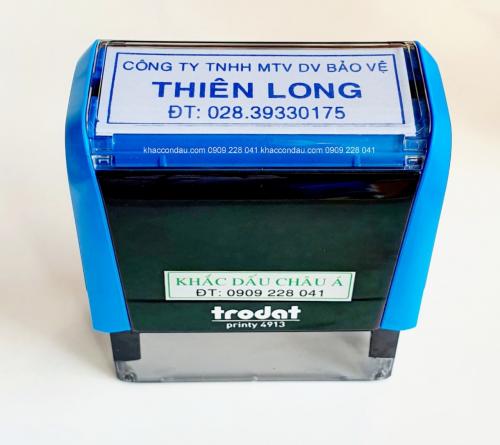 CÔNG TY TNHH MTV DV BẢO VỆ
THIÊN LONG
ĐT: 028.39330175
khaccondau.com 0909 228 041 khaccondau.com 0909 228 041
KHẮC DẤU CHÂU Á
ĐT: 0909 228 041
trodat
printy 4913